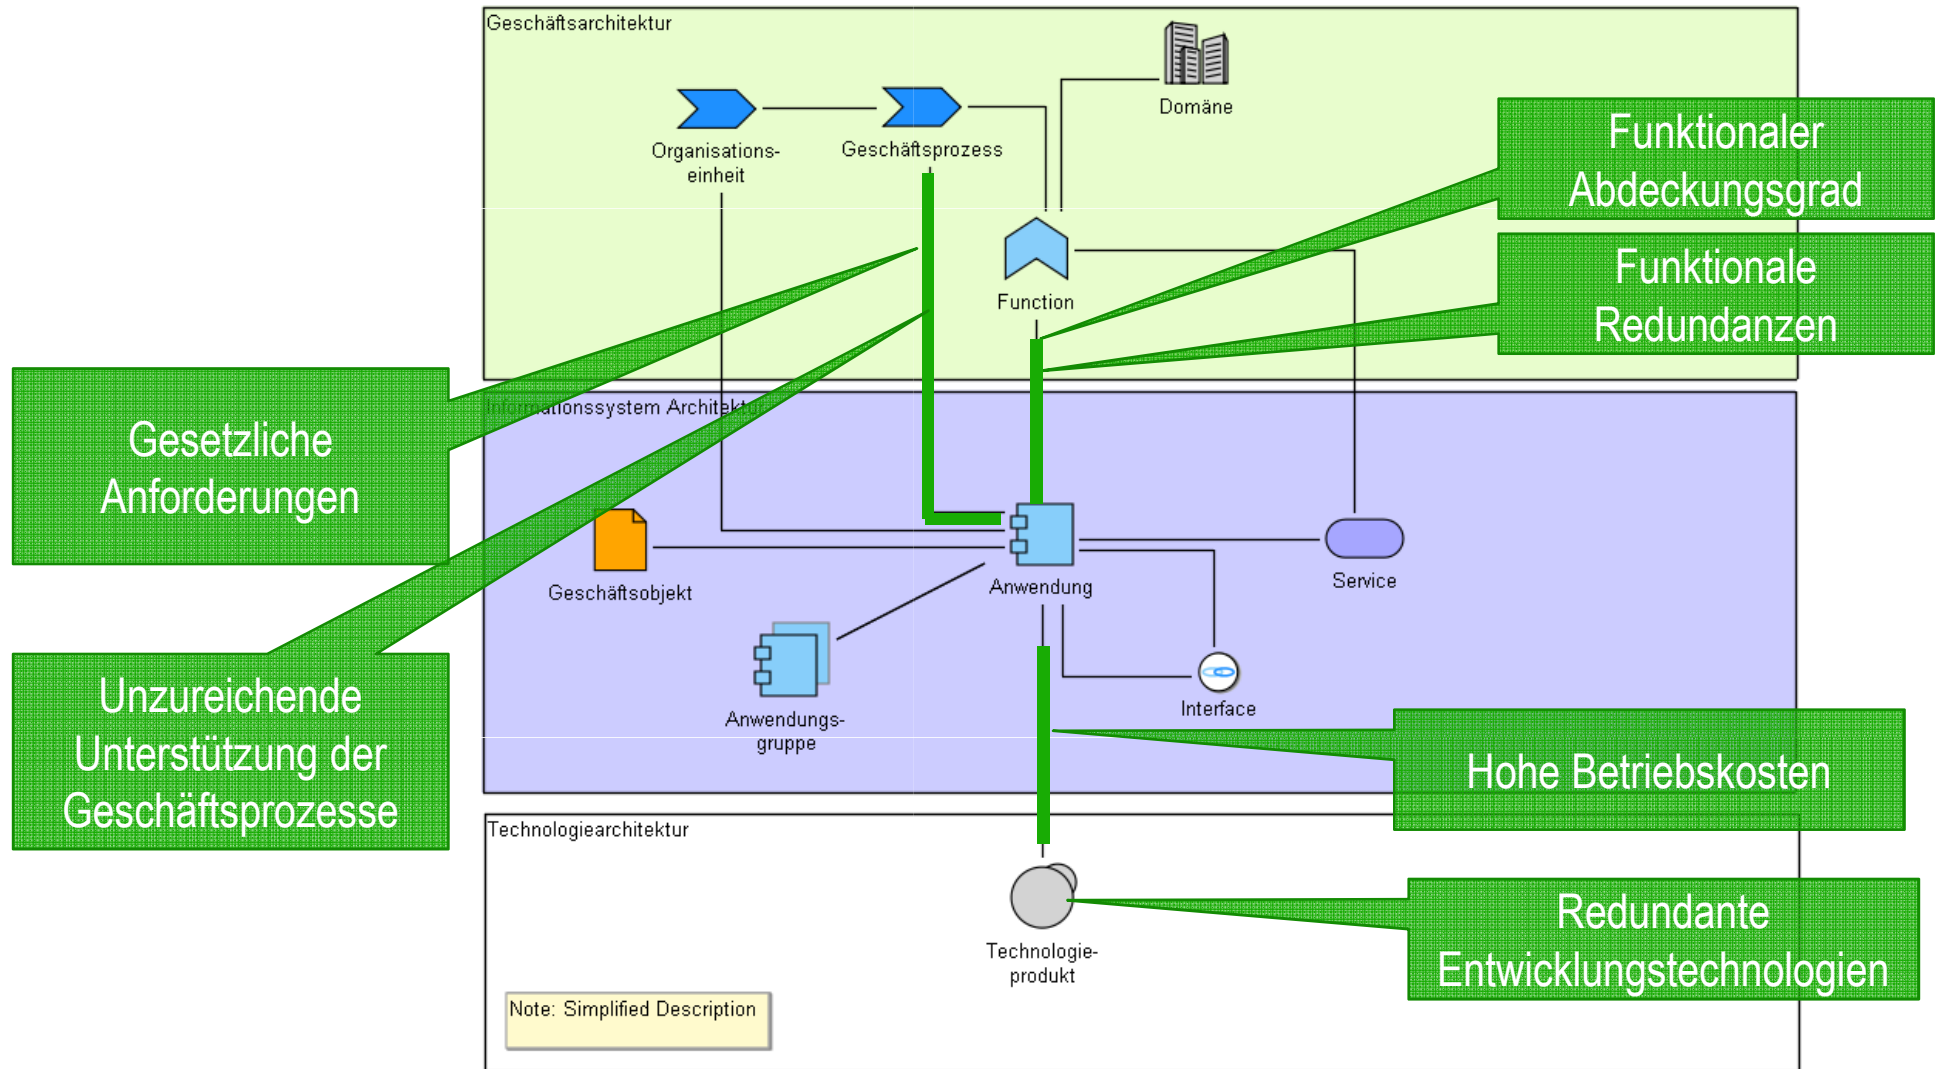 Geschäftsarchitektur
Domäne
Organisations-
einheit
Geschäftsprozess
Function
Funktionaler
Abdeckungsgrad
Funktionale
Redundanzen
Gesetzliche
Anforderungen
Informationssystem Architektur
Geschäftsobjekt
Anwendung
Service
Anwendungs-
gruppe
Interface
Unzureichende
Unterstützung der
Geschäftsprozesse
Hohe Betriebskosten
Technologiearchitektur
Technologie-
produkt
Redundante
Entwicklungstechnologien
Note: Simplified Description